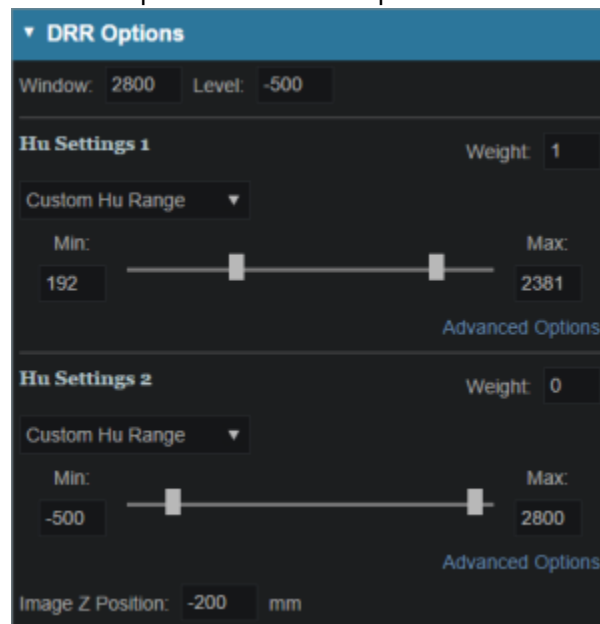 DRR Options
Window: 2800 Level: -500
Hu Settings 1 Weight: 1
Custom Hu Range
Min: Max:
192 2381
Advanced Options
Hu Settings 2 Weight: 0
Custom Hu Range
Min: Max:
-500 2800
Advanced Options
Image Z Position: -200 mm